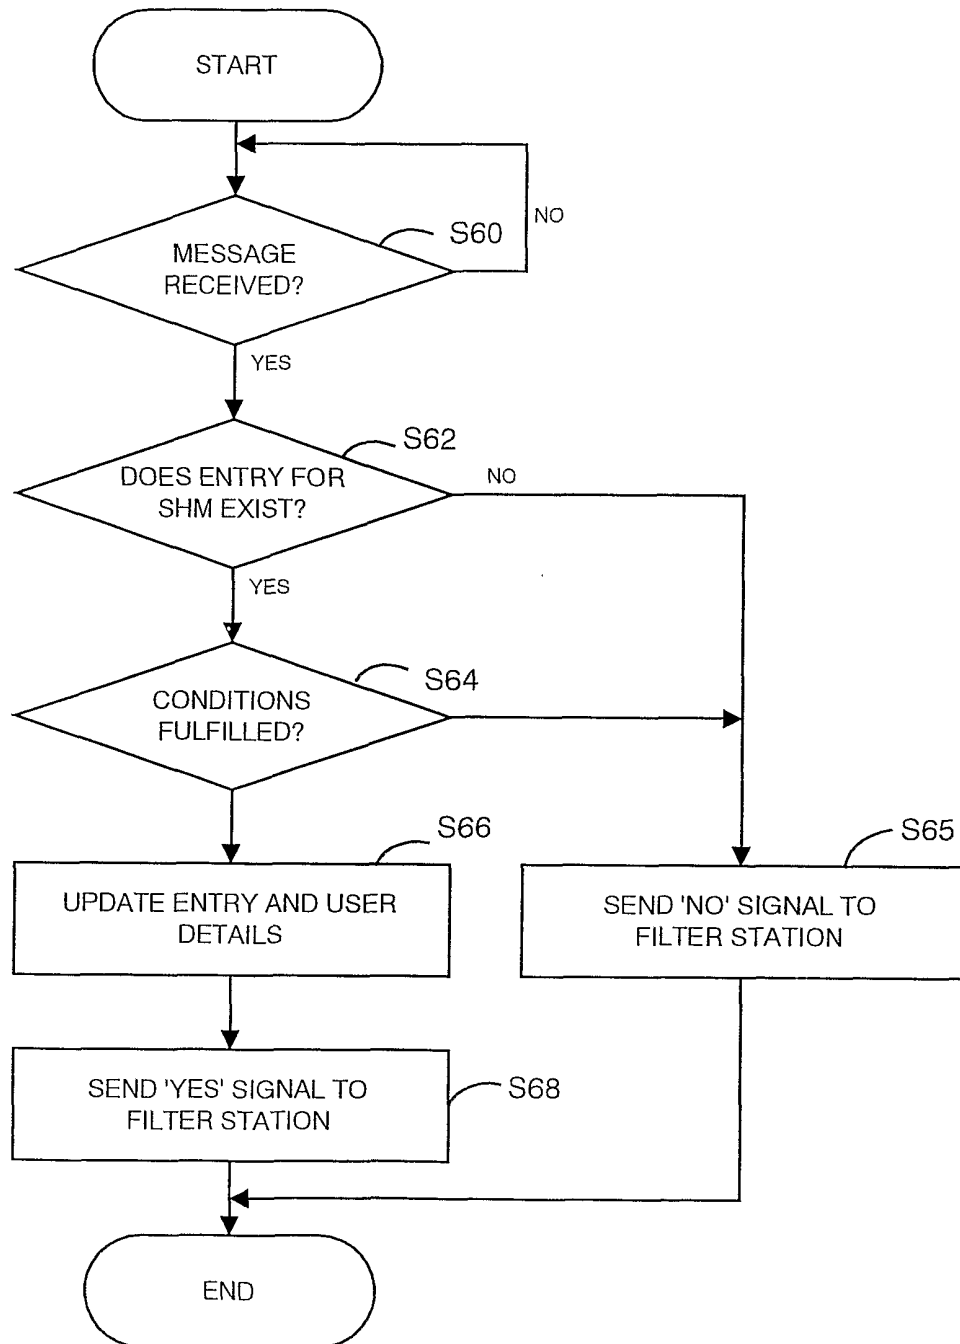 START
NO
S60
MESSAGE
RECEIVED?
YES
S62
DOES ENTRY FOR
SHM EXIST?
NO
YES
S64
CONDITIONS
FULFILLED?
S66
UPDATE ENTRY AND USER
DETAILS
S65
SEND 'NO' SIGNAL TO
FILTER STATION
SEND 'YES' SIGNAL TO
FILTER STATION
S68
END